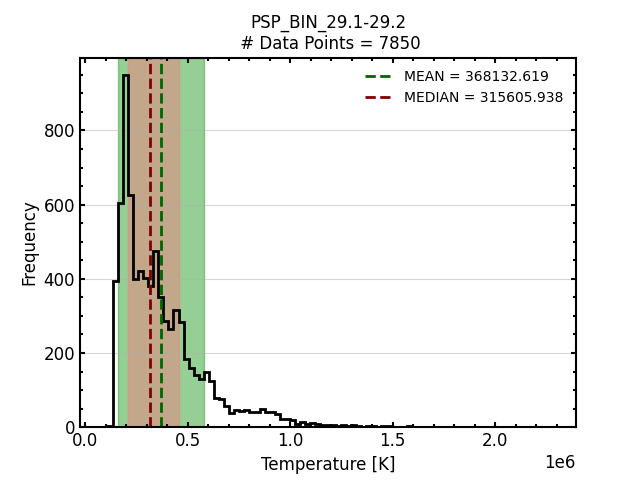 PSP_BIN_29.1-29.2
# Data Points = 7850
MEAN = 368132.619
MEDIAN = 315605.938
Frequency
800
600
400
200
0
0.0 0.5 1.0 1.5 2.0
1e6
Temperature [K]